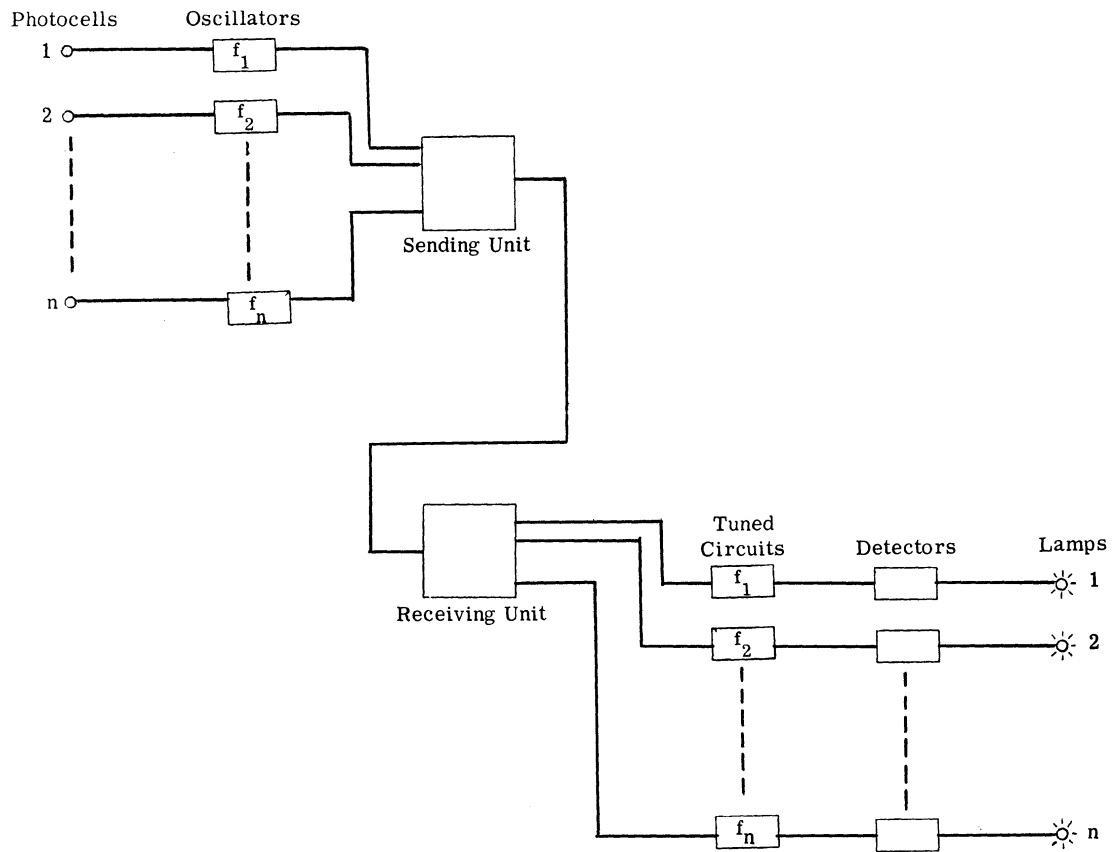 Photocells Oscillators
1 f1
2 f2
n fn
Sending Unit
Receiving Unit
Tuned
Circuits Detectors Lamps
f1 1
f2 2
fn n